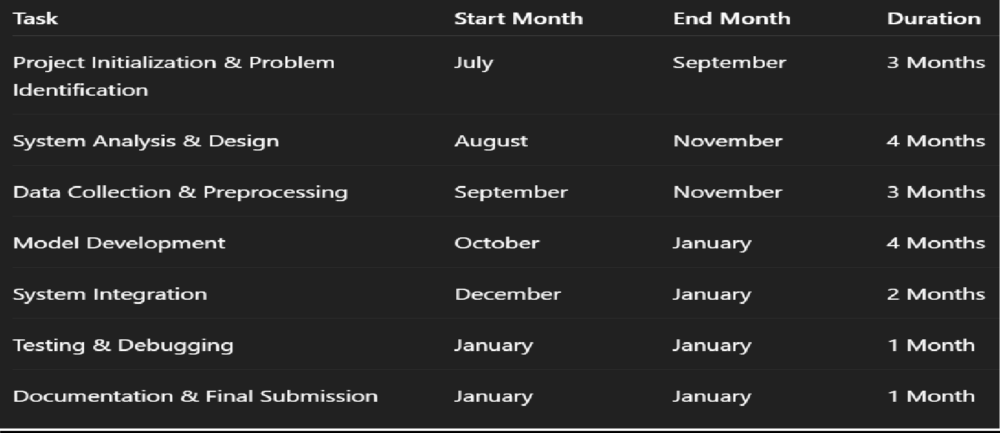 Task Start Month End Month Duration
Project Initialization & Problem July September 3 Months
Identification
System Analysis & Design August November 4 Months
Data Collection & Preprocessing September November 3 Months
Model Development October January 4 Months
System Integration December January 2 Months
Testing & Debugging January January 1 Month
Documentation & Final Submission January January 1 Month